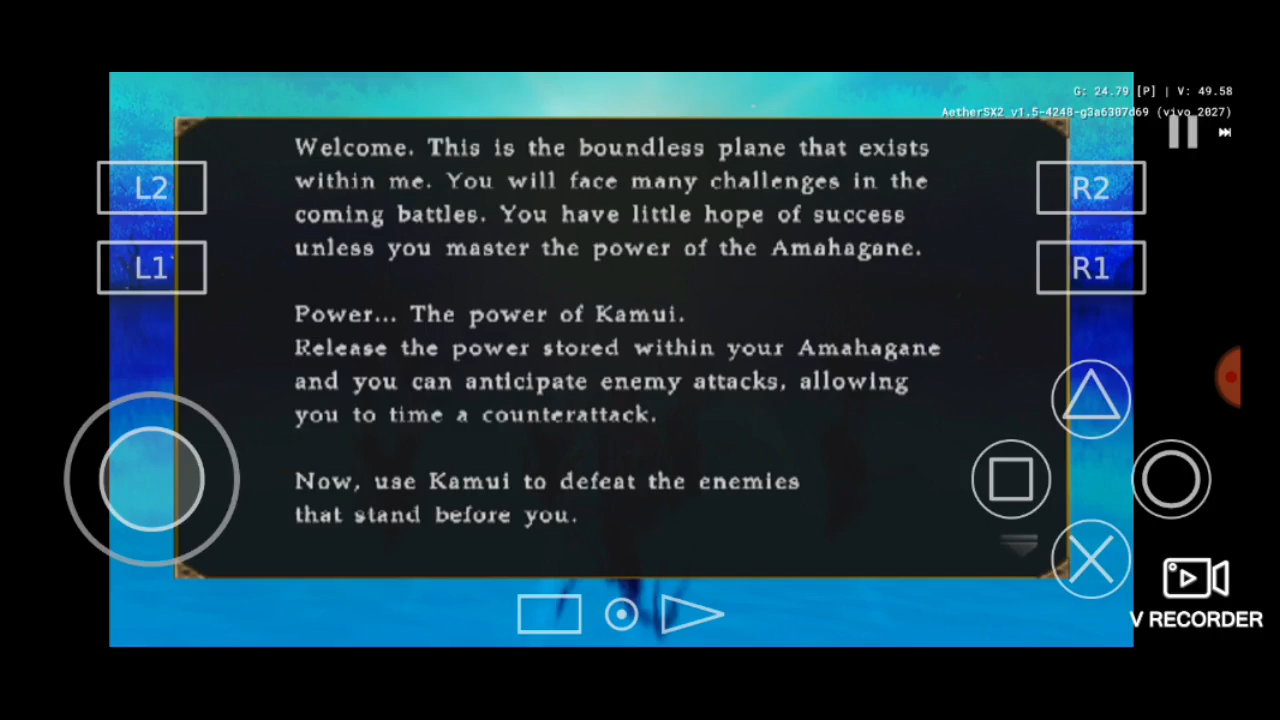 G: 24.79 [P] | V: 49.58
AetherSX2 v1.5-4248-g3a6307d69 (vivo 2027)
Welcome. This is the boundless plane that exists
within me. You will face many challenges in the
coming battles. You have little hope of success
unless you master the power of the Amahagane.
Power... The power of Kamui.
Release the power stored within your Amahagane
and you can anticipate enemy attacks, allowing
you to time a counterattack.
Now, use Kamui to defeat the enemies
that stand before you.
L2
L1
R2
R1
V RECORDER